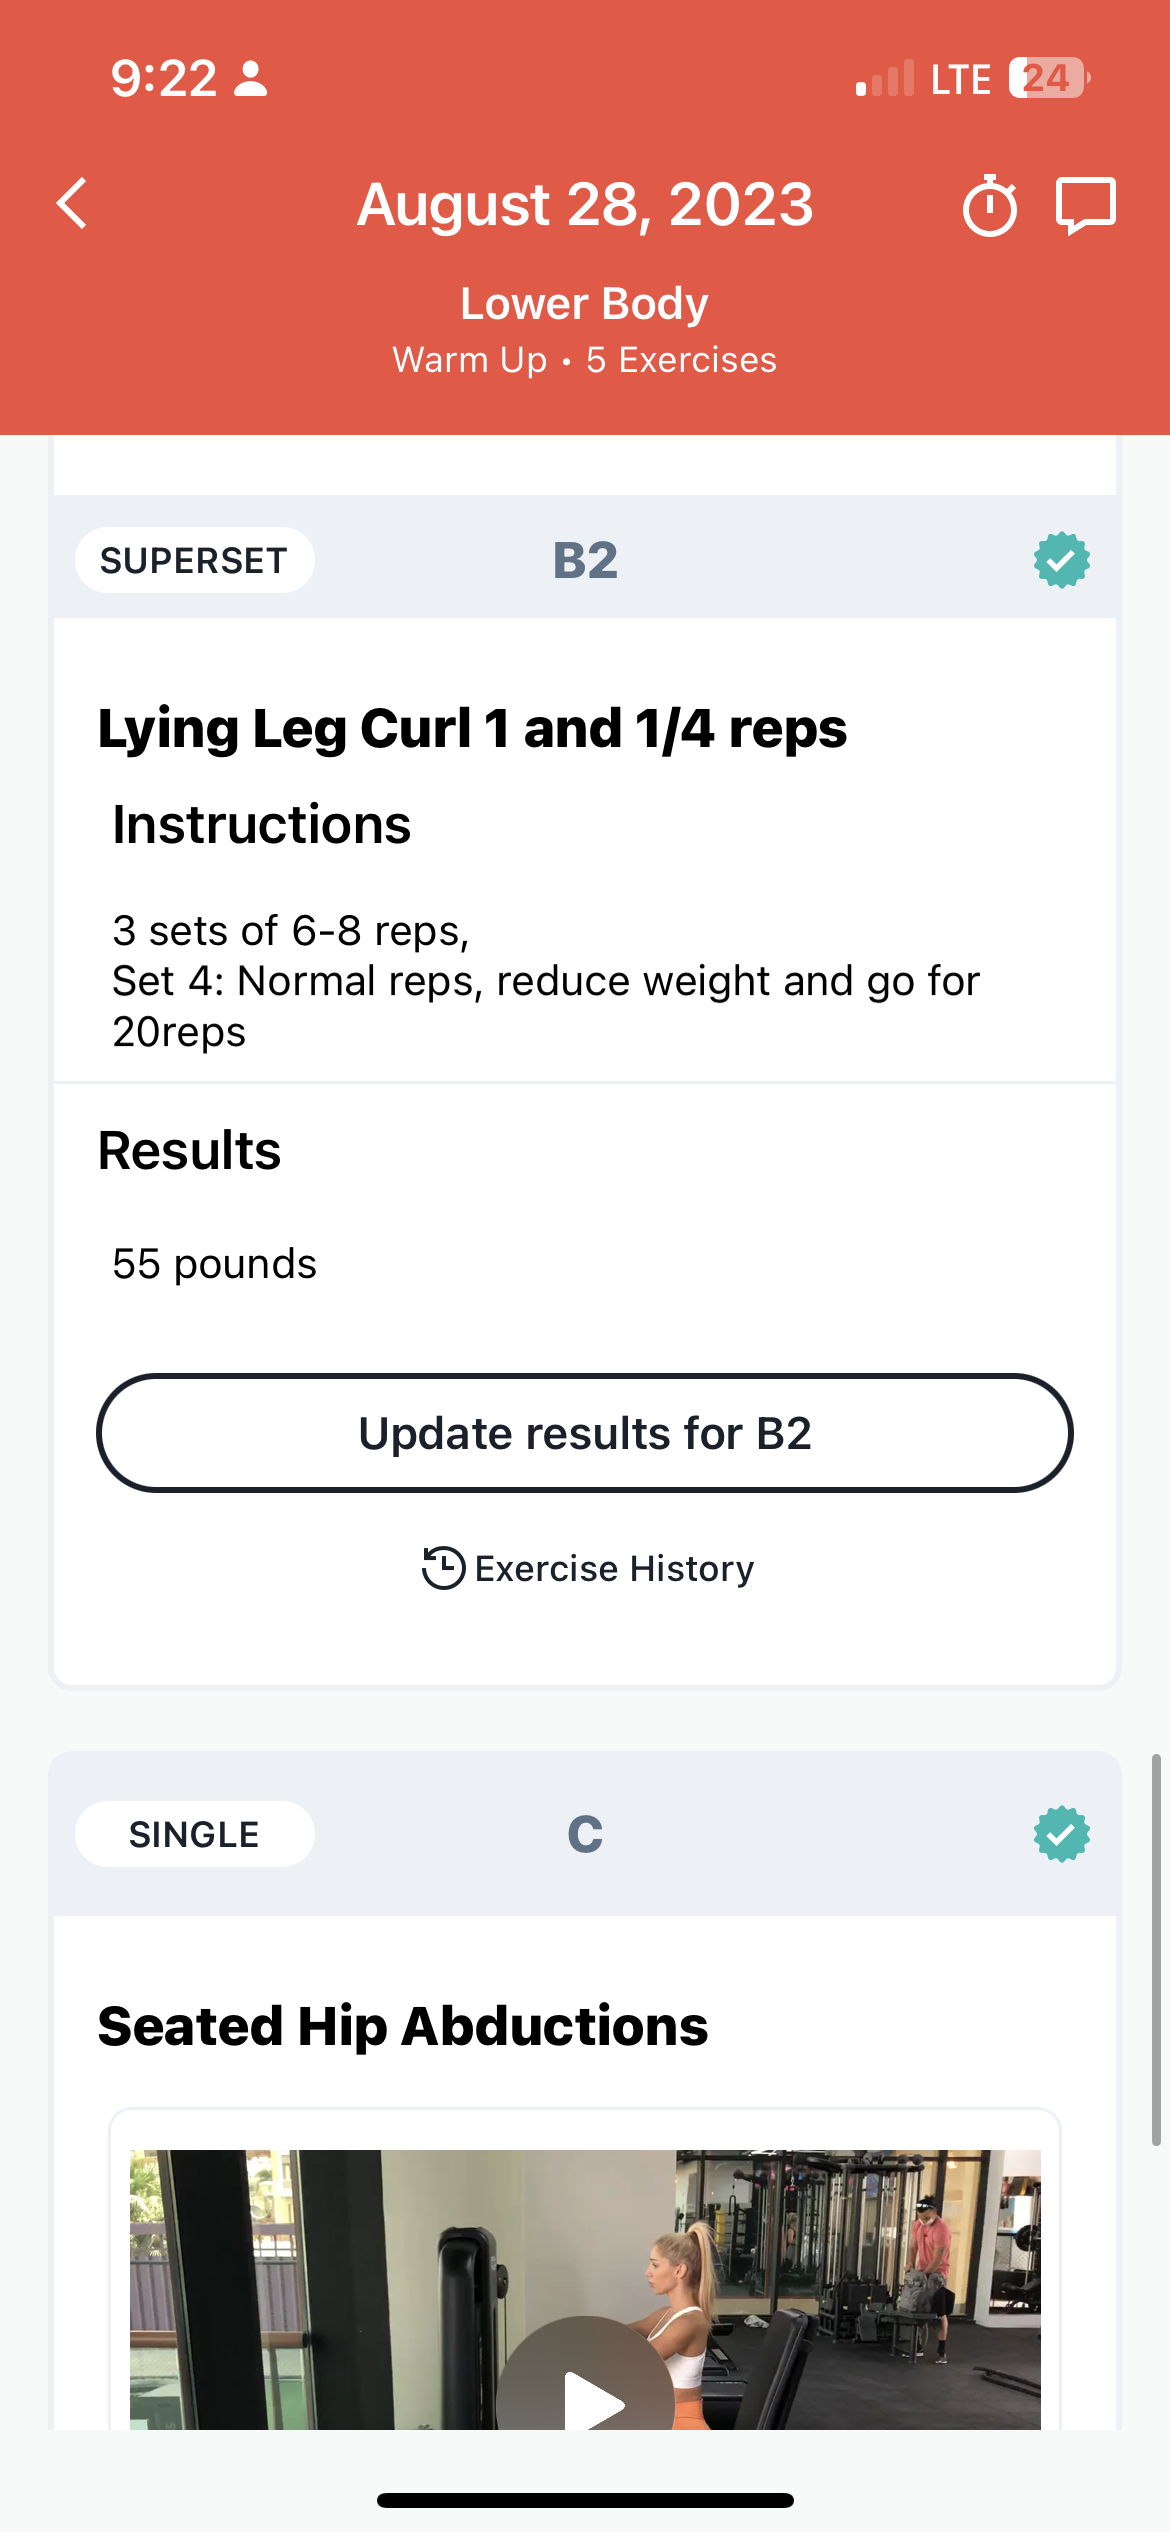 9:22
LTE
24
August 28, 2023
Lower Body
Warm Up • 5 Exercises
SUPERSET
B2
Lying Leg Curl 1 and 1/4 reps
Instructions
3 sets of 6-8 reps,
Set 4: Normal reps, reduce weight and go for
20reps
Results
55 pounds
Update results for B2
Exercise History
SINGLE
C
Seated Hip Abductions